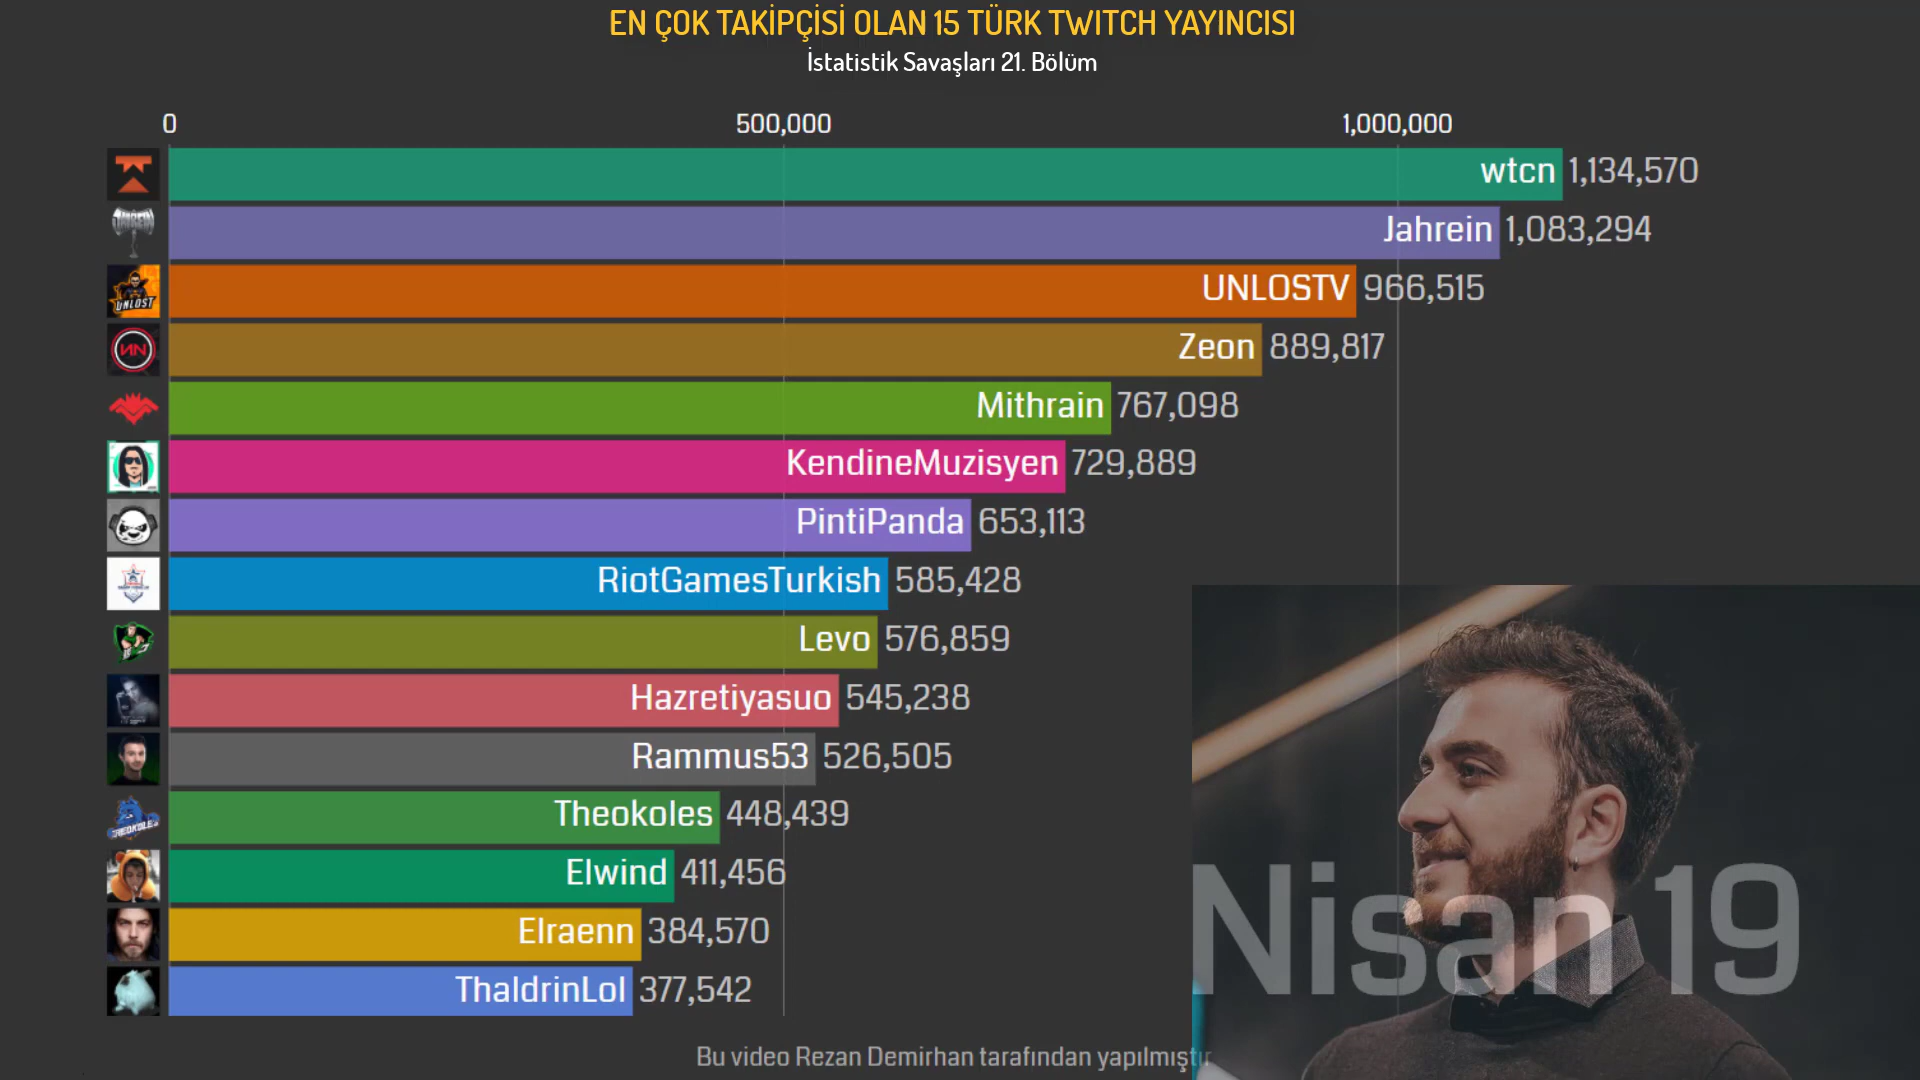 EN ÇOK TAKİPÇİSİ OLAN 15 TÜRK TWITCH YAYINCISI
İstatistik Savaşları 21. Bölüm
0 500,000 1,000,000
wtcn 1,134,570
Jahrein 1,083,294
UNLOST
UNLOSTV 966,515
Zeon 889,817
Mithrain 767,098
KendineMuzisyen 729,889
PintiPanda 653,113
RiotGamesTurkish 585,428
Levo 576,859
Hazretiyasuo 545,238
Rammus53 526,505
Theokoles 448,439
Elwind 411,456
Elraenn 384,570
ThaldrinLol 377,542
Nisan 19
Bu video Rezan Demirhan tarafından yapılmıştır